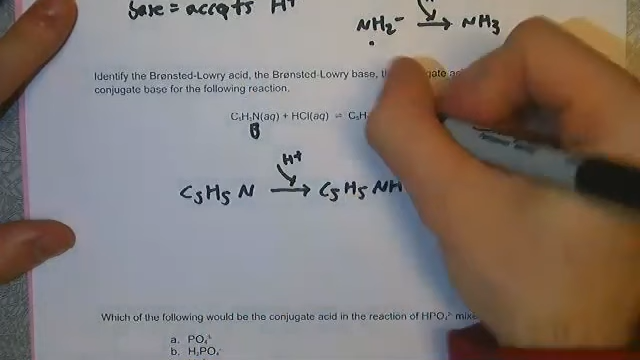 base = accepts H+
NH₂⁻ → NH₃
Identify the Brønsted-Lowry acid, the Brønsted-Lowry base,
conjugate base for the following reaction.
C₅H₅N(aq) + HCl(aq) ⇌ C₅H
B
H+
C₅H₅N → C₅H₅NH
Which of the following would be the conjugate acid in the reaction of HPO₄²⁻
a. PO₄³⁻
b. H₂PO₄⁻